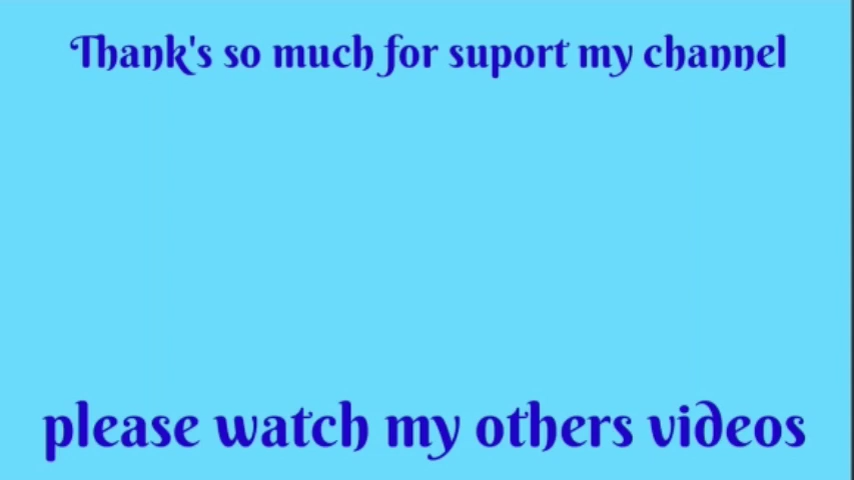 Thank's so much for suport my channel
please watch my others videos